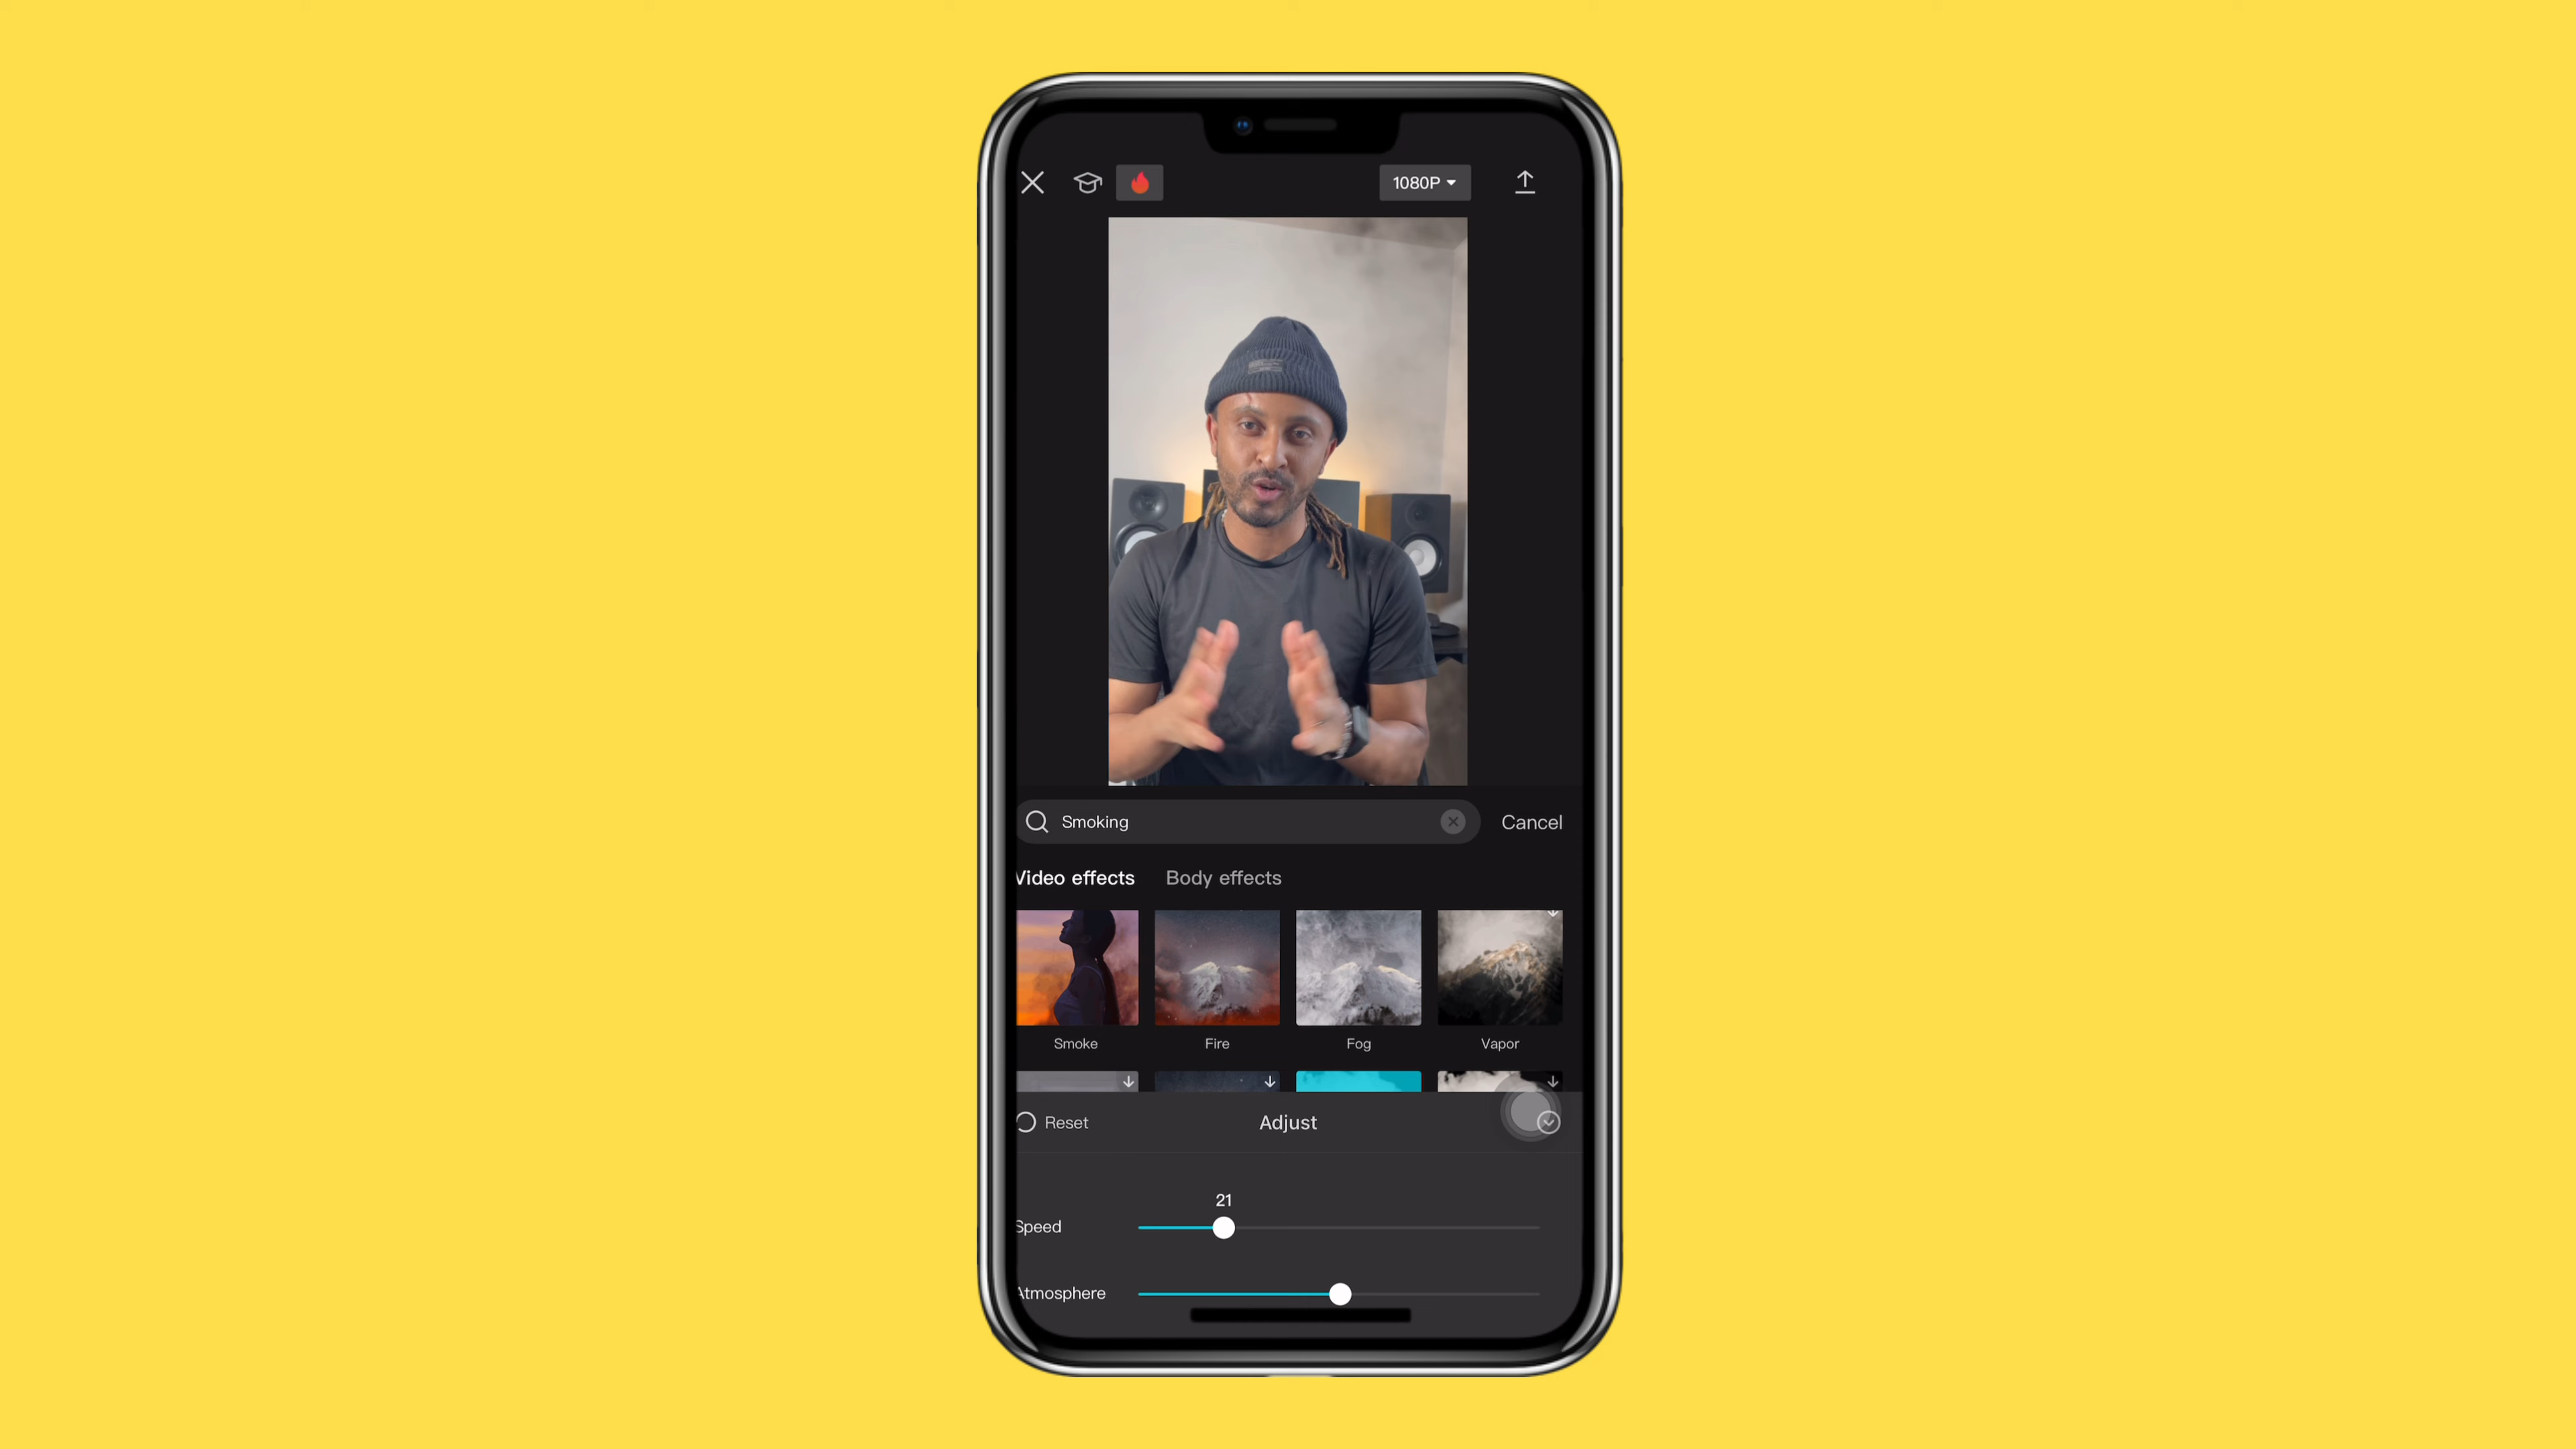 1080P
Smoking
Cancel
Video effects Body effects
Smoke Fire Fog Vapor
Reset Adjust
21
Speed
Atmosphere